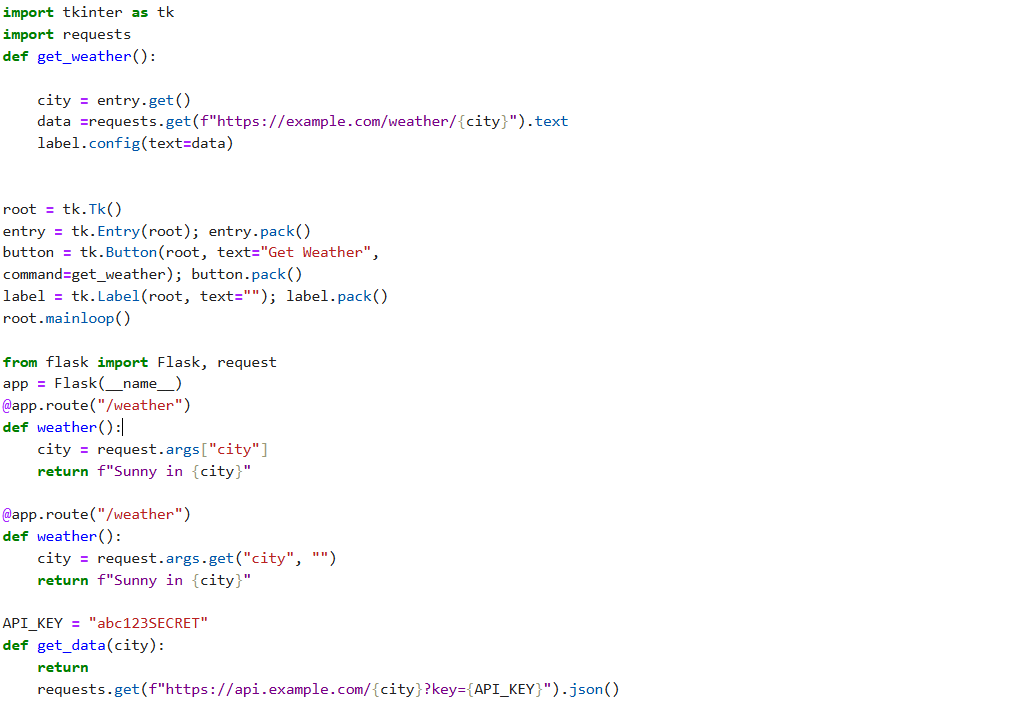 import tkinter as tk
import requests
def get_weather():
    city = entry.get()
    data =requests.get(f"https://example.com/weather/{city}").text
    label.config(text=data)
root = tk.Tk()
entry = tk.Entry(root); entry.pack()
button = tk.Button(root, text="Get Weather",
command=get_weather); button.pack()
label = tk.Label(root, text=""); label.pack()
root.mainloop()
from flask import Flask, request
app = Flask(__name__)
@app.route("/weather")
def weather():
    city = request.args["city"]
    return f"Sunny in {city}"
@app.route("/weather")
def weather():
    city = request.args.get("city", "")
    return f"Sunny in {city}"
API_KEY = "abc123SECRET"
def get_data(city):
    return
    requests.get(f"https://api.example.com/{city}?key={API_KEY}").json()